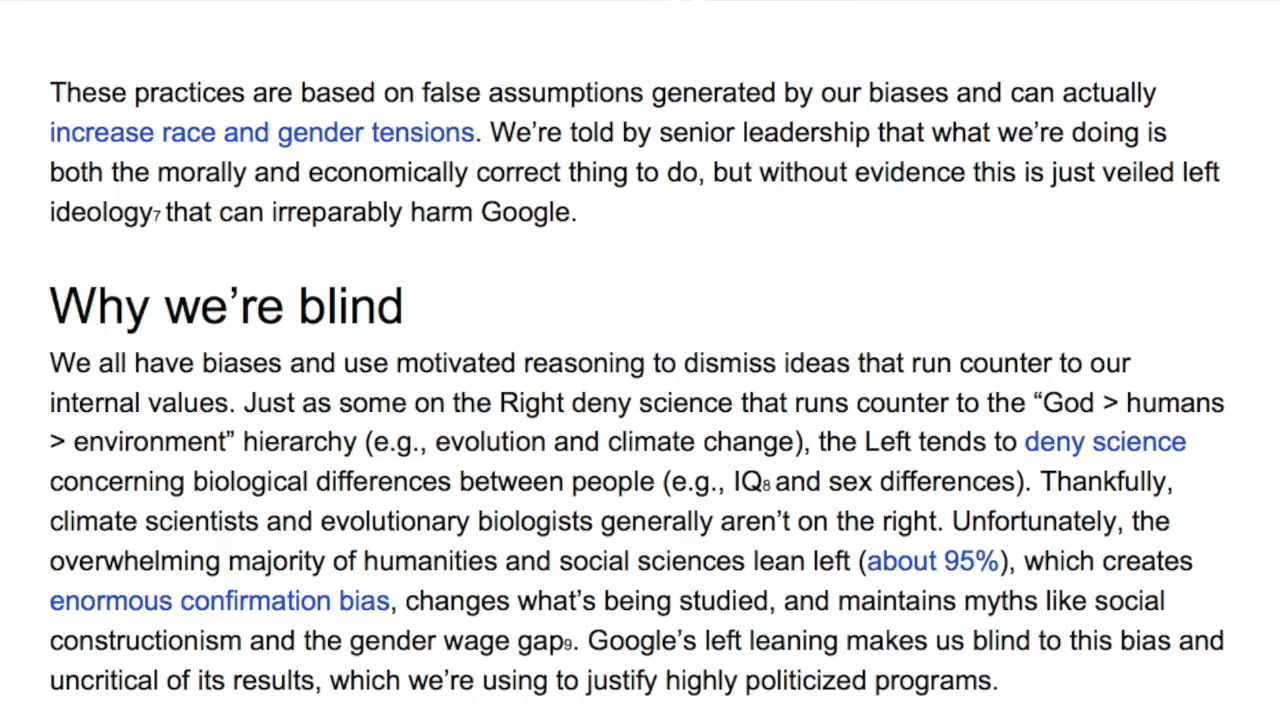 These practices are based on false assumptions generated by our biases and can actually
increase race and gender tensions. We’re told by senior leadership that what we’re doing is
both the morally and economically correct thing to do, but without evidence this is just veiled left
ideology7 that can irreparably harm Google.
Why we’re blind
We all have biases and use motivated reasoning to dismiss ideas that run counter to our
internal values. Just as some on the Right deny science that runs counter to the “God > humans
> environment” hierarchy (e.g., evolution and climate change), the Left tends to deny science
concerning biological differences between people (e.g., IQ8 and sex differences). Thankfully,
climate scientists and evolutionary biologists generally aren’t on the right. Unfortunately, the
overwhelming majority of humanities and social sciences lean left (about 95%), which creates
enormous confirmation bias, changes what’s being studied, and maintains myths like social
constructionism and the gender wage gap9. Google’s left leaning makes us blind to this bias and
uncritical of its results, which we’re using to justify highly politicized programs.